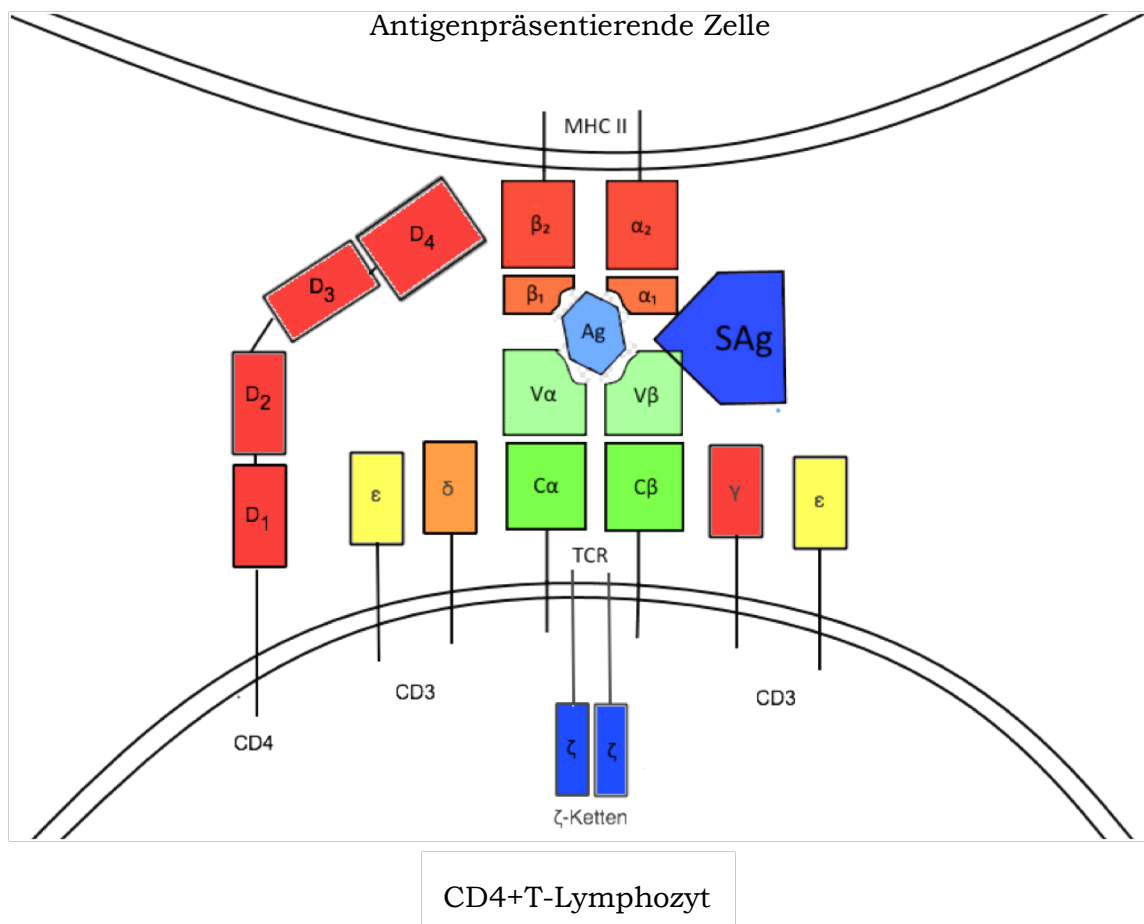 Antigenpräsentierende Zelle
MHC II
β₂
α₂
D₄
D₃
β₁
α₁
Ag
SAg
D₂
Vα
Vβ
D₁
ε
δ
Cα
Cβ
γ
ε
TCR
CD3
CD3
CD4
ζ
ζ
ζ-Ketten
CD4+T-Lymphozyt